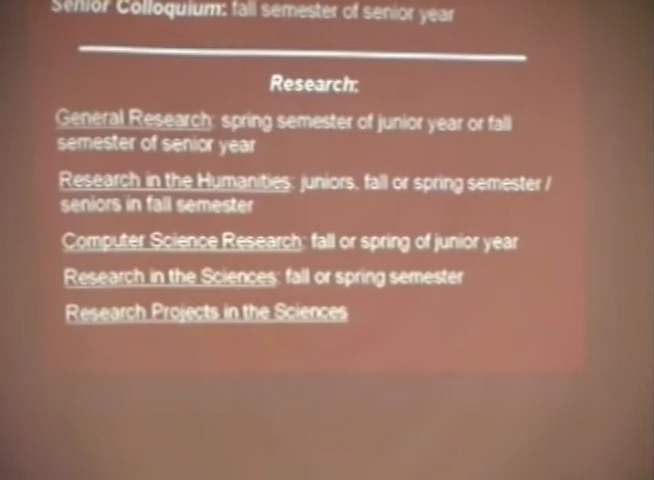 Senior Colloquium: fall semester of senior year
Research:
General Research: spring semester of junior year or fall
semester of senior year
Research in the Humanities: juniors, fall or spring semester /
seniors in fall semester
Computer Science Research: fall or spring of junior year
Research in the Sciences: fall or spring semester
Research Projects in the Sciences